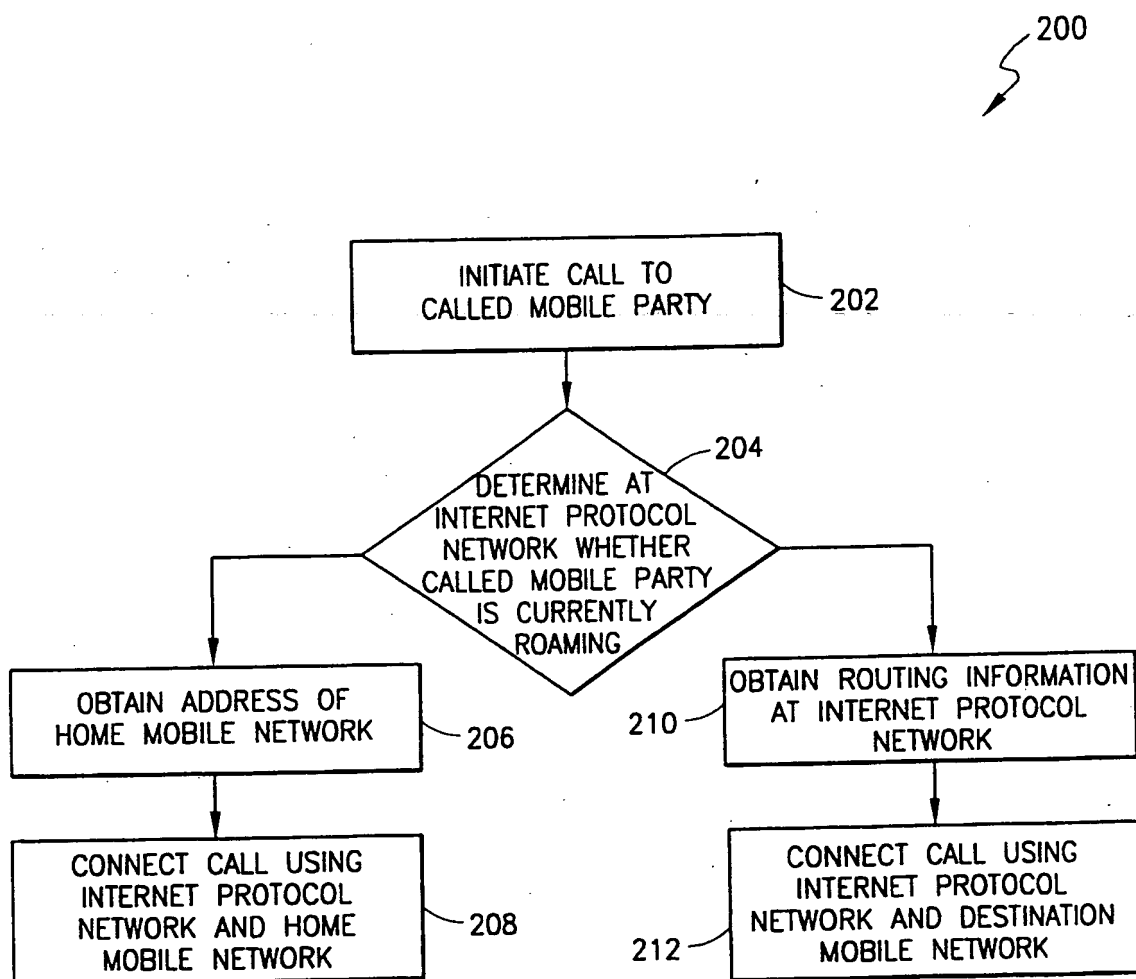 200
INITIATE CALL TO
CALLED MOBILE PARTY
202
204
DETERMINE AT
INTERNET PROTOCOL
NETWORK WHETHER
CALLED MOBILE PARTY
IS CURRENTLY
ROAMING
OBTAIN ADDRESS OF
HOME MOBILE NETWORK
206
OBTAIN ROUTING INFORMATION
AT INTERNET PROTOCOL
NETWORK
210
CONNECT CALL USING
INTERNET PROTOCOL
NETWORK AND HOME
MOBILE NETWORK
208
CONNECT CALL USING
INTERNET PROTOCOL
NETWORK AND DESTINATION
MOBILE NETWORK
212